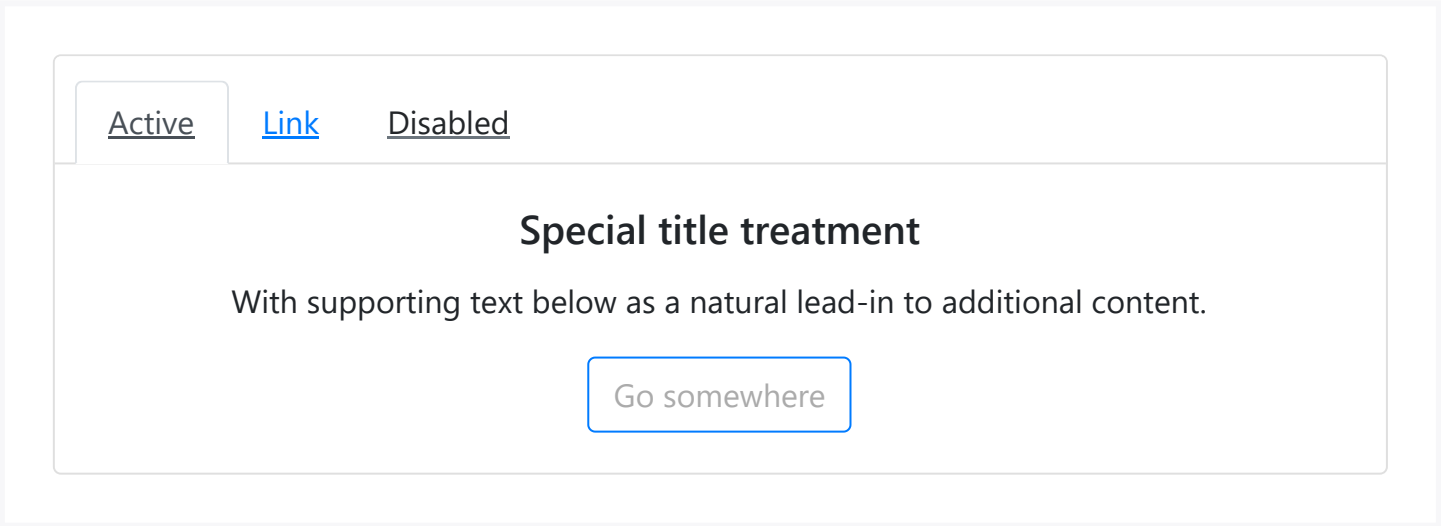 Active Link Disabled
Special title treatment
With supporting text below as a natural lead-in to additional content.
Go somewhere